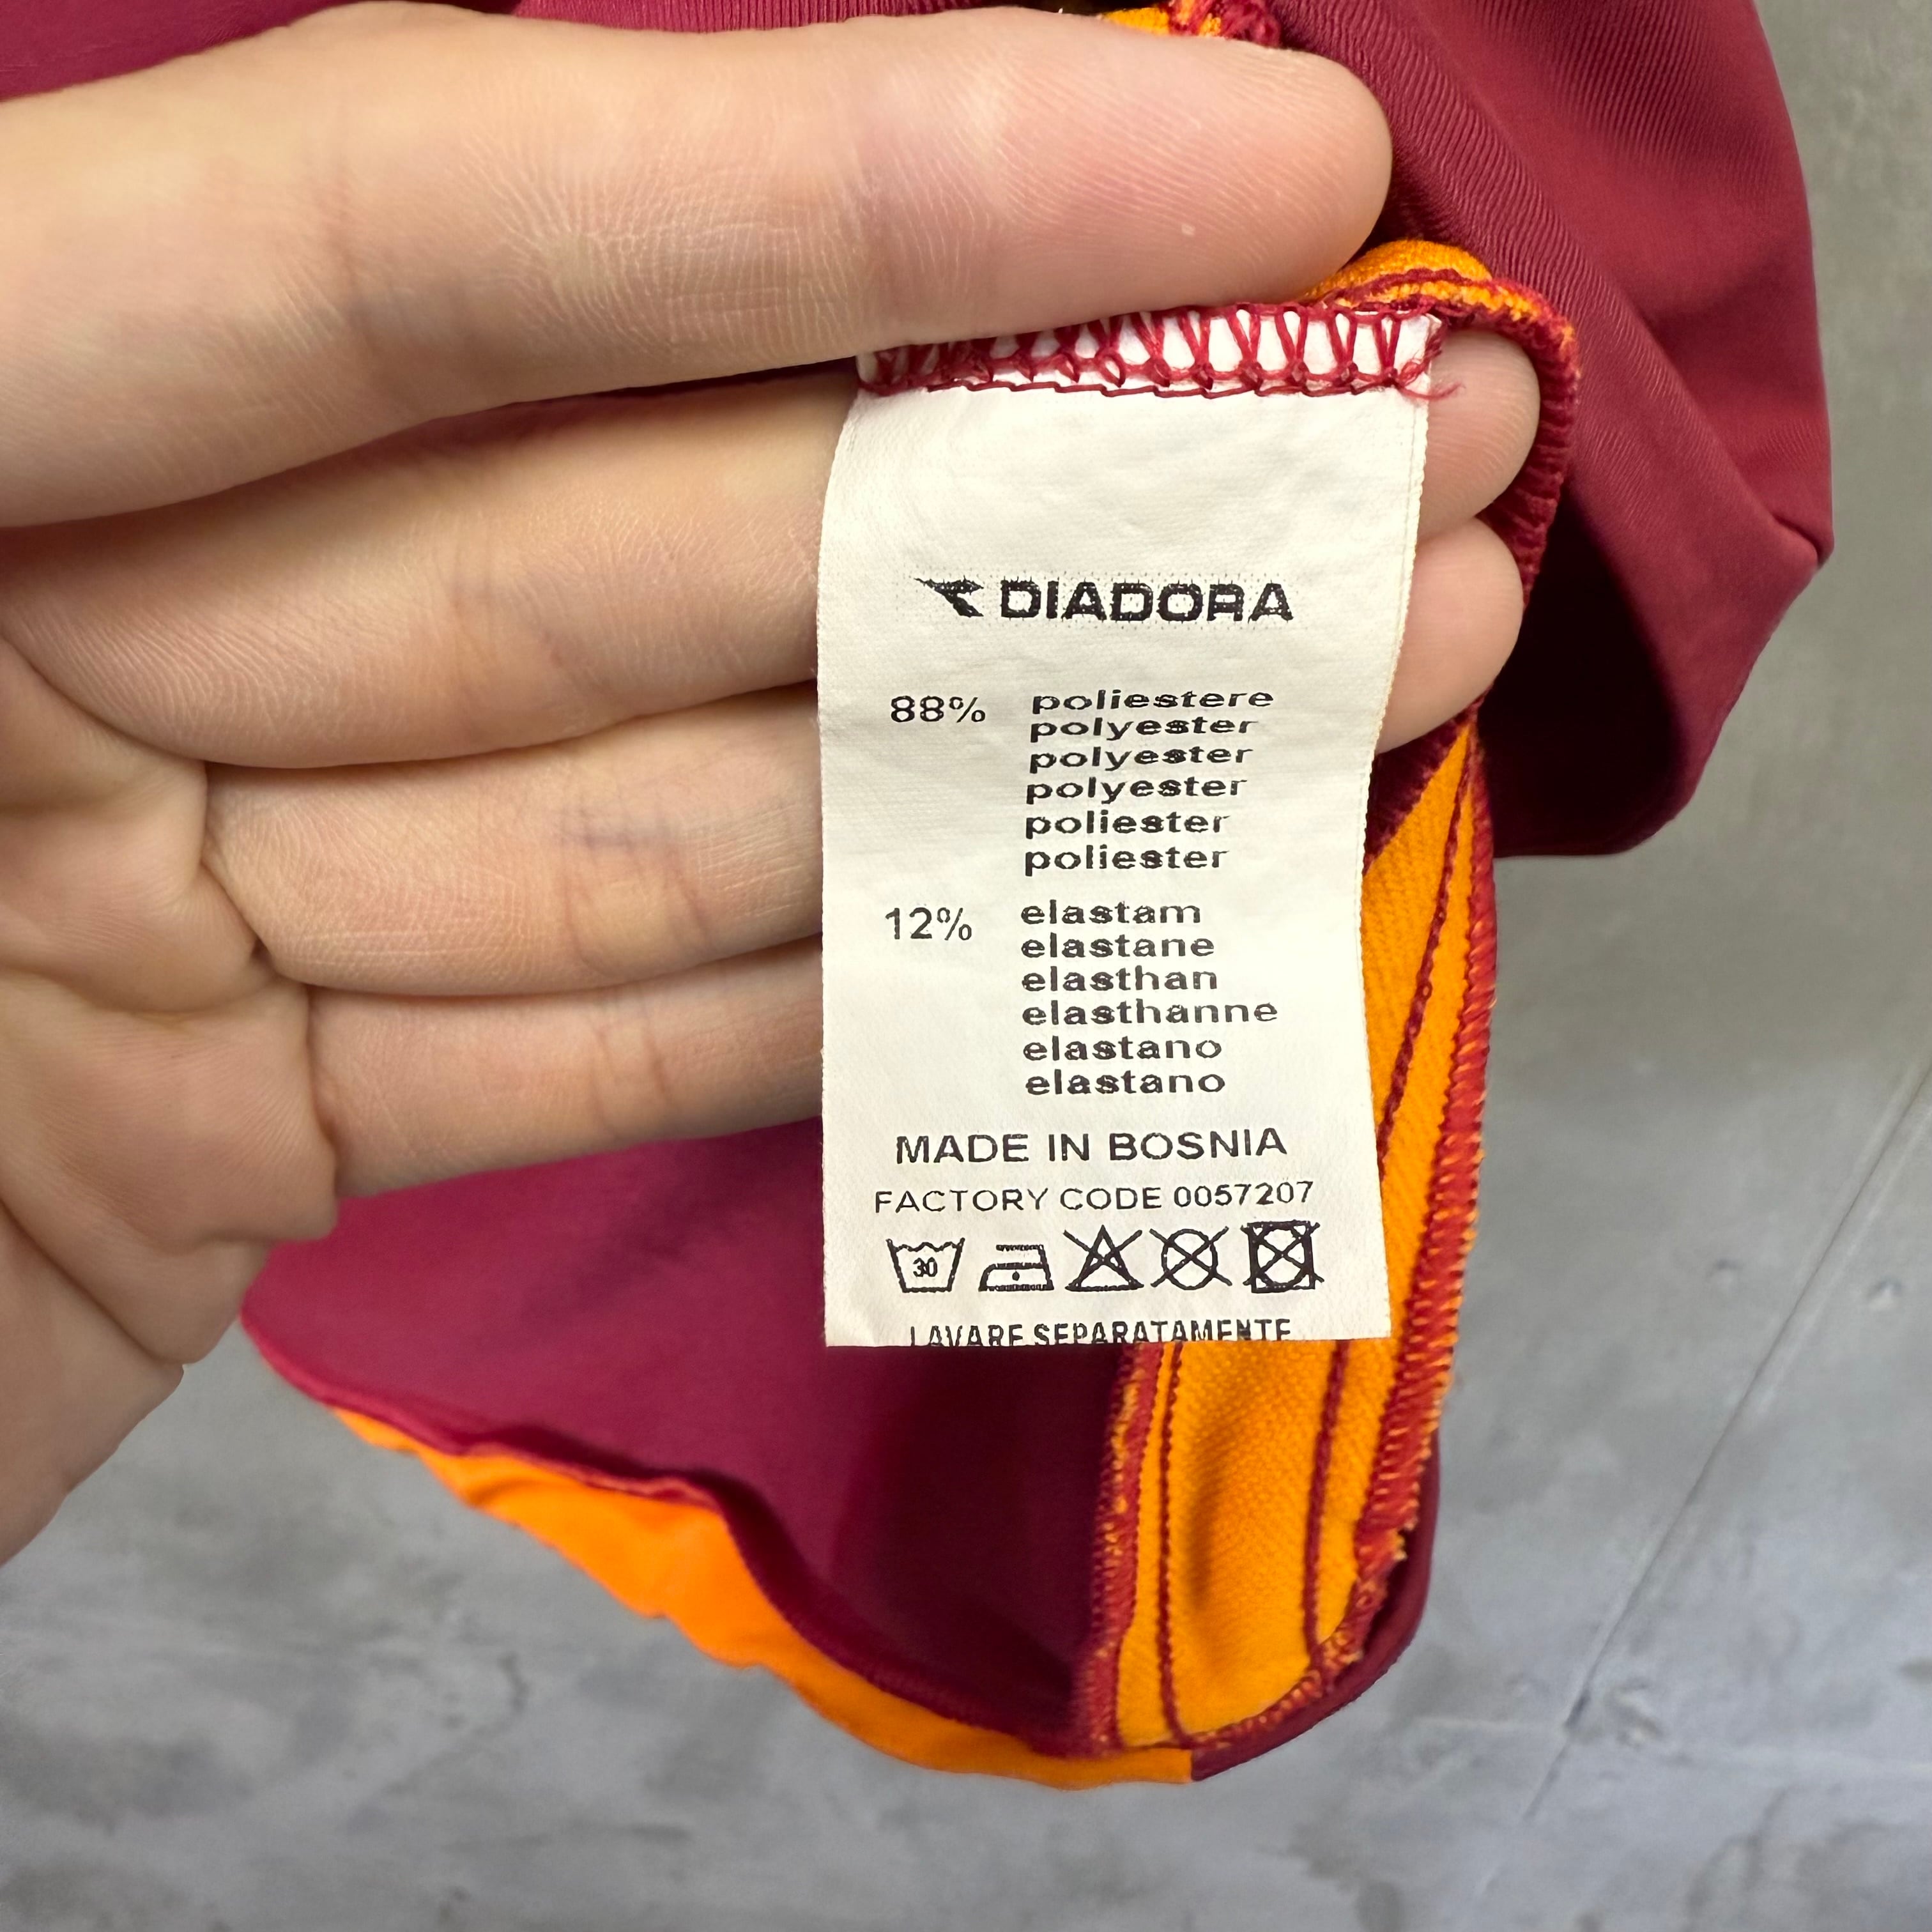 DIADORA
88% poliestere
polyester
polyester
polyester
poliester
poliester
12% elastam
elastane
elasthan
elasthanne
elastano
elastano
MADE IN BOSNIA
FACTORY CODE 0057207
30
LAVARE SEPARATAMENTE